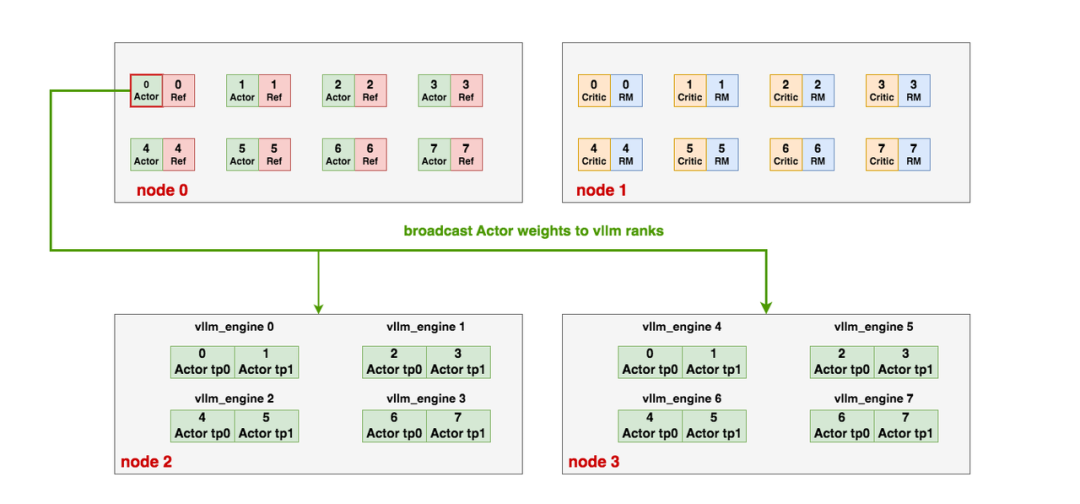 0 0 1 1 2 2 3 3
Actor Ref Actor Ref Actor Ref Actor Ref
4 4 5 5 6 6 7 7
Actor Ref Actor Ref Actor Ref Actor Ref
node 0
0 0 1 1 2 2 3 3
Critic RM Critic RM Critic RM Critic RM
4 4 5 5 6 6 7 7
Critic RM Critic RM Critic RM Critic RM
node 1
broadcast Actor weights to vllm ranks
vllm_engine 0 vllm_engine 1
0 1 2 3
Actor tp0 Actor tp1 Actor tp0 Actor tp1
vllm_engine 2 vllm_engine 3
4 5 6 7
Actor tp0 Actor tp1 Actor tp0 Actor tp1
node 2
vllm_engine 4 vllm_engine 5
0 1 2 3
Actor tp0 Actor tp1 Actor tp0 Actor tp1
vllm_engine 6 vllm_engine 7
4 5 6 7
Actor tp0 Actor tp1 Actor tp0 Actor tp1
node 3